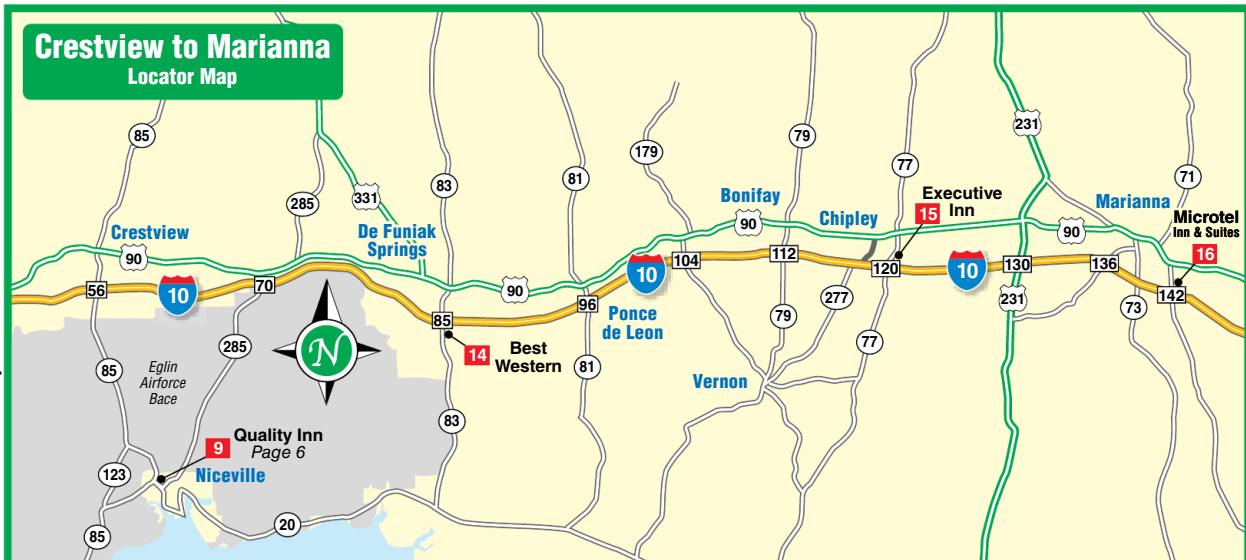 Crestview to Marianna
Locator Map
85
285
331
83
81
179
79
77
231
71
Crestview
90
De Funiak
Springs
90
Bonifay
90
Chipley
15
Executive
Inn
Marianna
90
Microtel
Inn & Suites
16
56
10
70
85
96
10
104
112
120
10
130
136
142
Ponce
de Leon
N
285
85
Eglin
Airforce
Bace
14
Best
Western
81
83
79
277
77
231
73
Vernon
9
Quality Inn
Page 6
Niceville
123
85
20